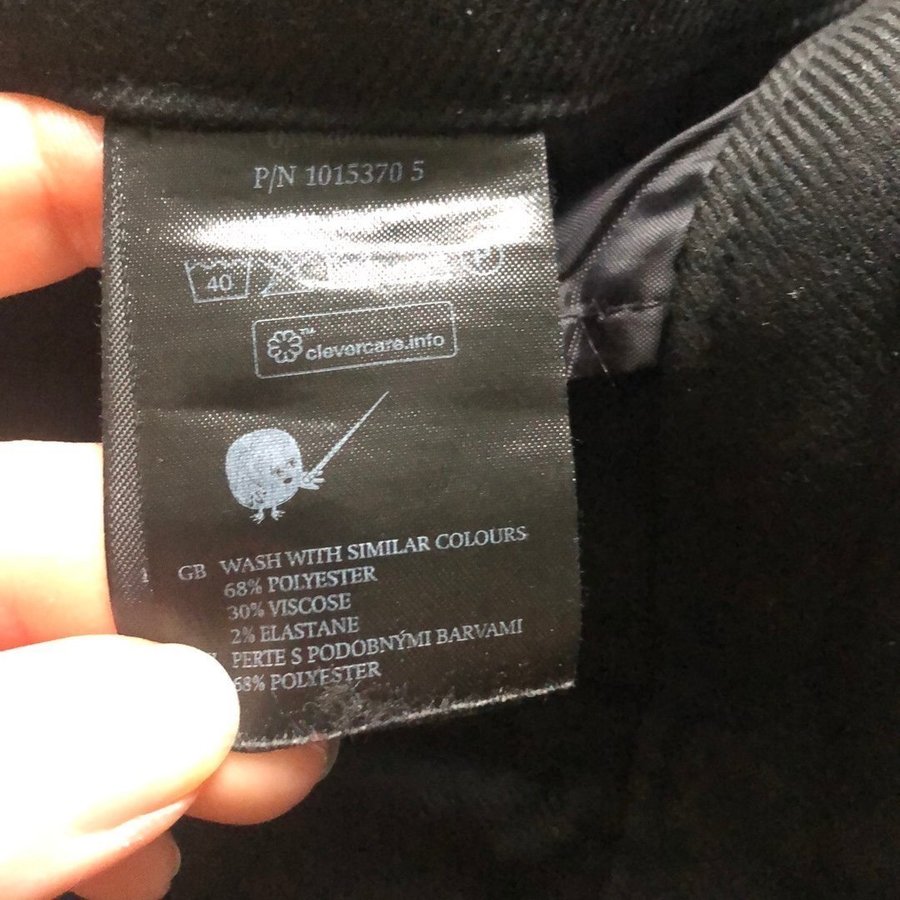 P/N 1015370 5
40
clevercare.info
GB WASH WITH SIMILAR COLOURS
68% POLYESTER
30% VISCOSE
2% ELASTANE
PERTE S PODOBNÝMI BARVAMI
68% POLYESTER